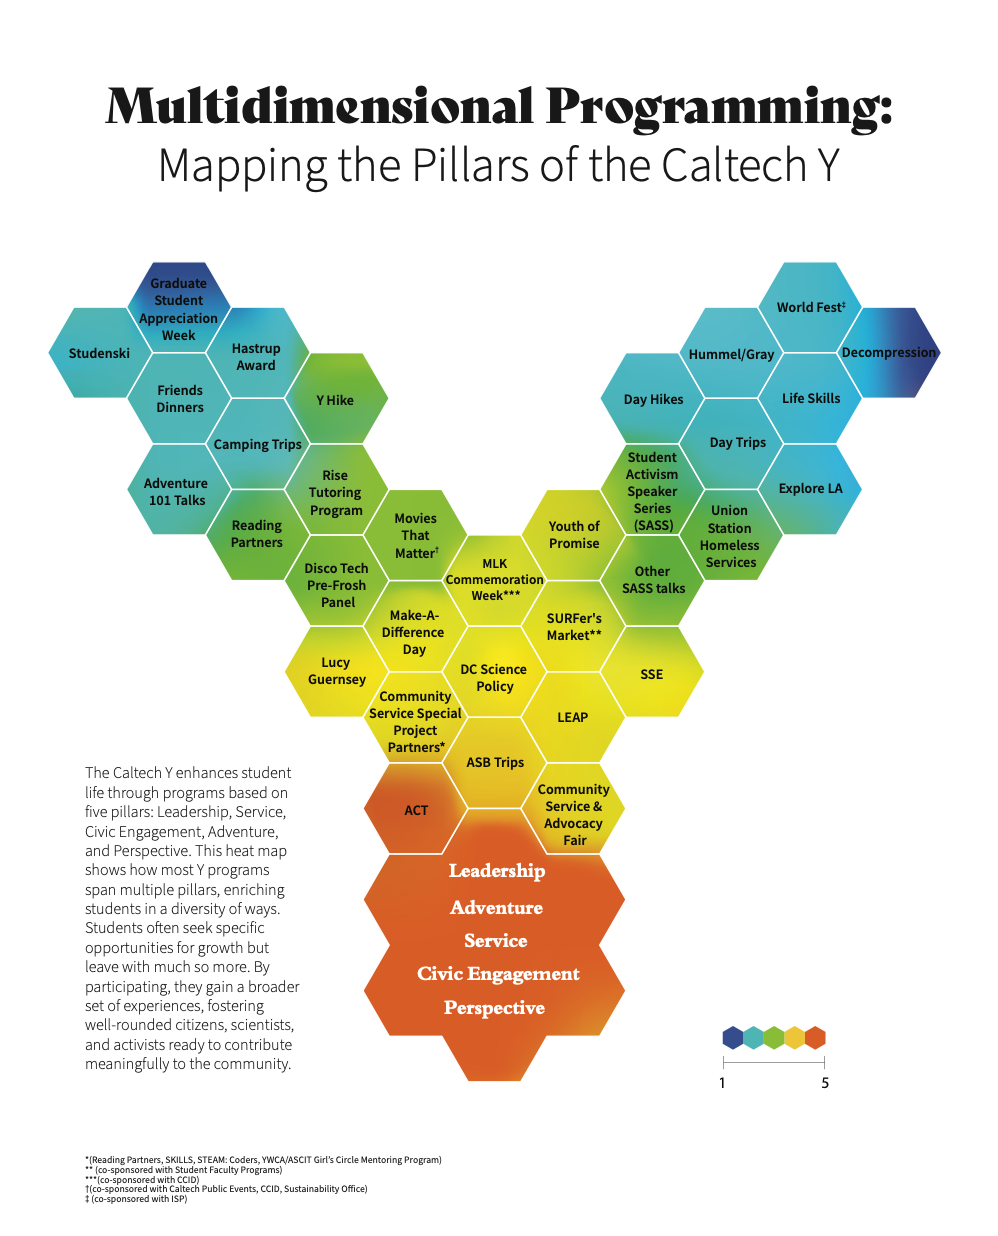 Multidimensional Programming:
Mapping the Pillars of the Caltech Y
Graduate
Student
Appreciation
Week
Studenski
Hastrup
Award
Friends
Dinners
Y Hike
Camping Trips
Adventure
101 Talks
Rise
Tutoring
Program
Reading
Partners
Movies
That
Matter†
Disco Tech
Pre-Frosh
Panel
MLK
Commemoration
Week***
Make-A-
Difference
Day
Lucy
Guernsey
DC Science
Policy
Community
Service Special
Project
Partners*
World Fest‡
Hummel/Gray
Decompression
Day Hikes
Life Skills
Day Trips
Student
Activism
Speaker
Series
(SASS)
Explore LA
Youth of
Promise
Union
Station
Homeless
Services
Other
SASS talks
SURFer's
Market**
SSE
LEAP
ASB Trips
ACT
Community
Service &
Advocacy
Fair
Leadership
Adventure
Service
Civic Engagement
Perspective
The Caltech Y enhances student
life through programs based on
five pillars: Leadership, Service,
Civic Engagement, Adventure,
and Perspective. This heat map
shows how most Y programs
span multiple pillars, enriching
students in a diversity of ways.
Students often seek specific
opportunities for growth but
leave with much so more. By
participating, they gain a broader
set of experiences, fostering
well-rounded citizens, scientists,
and activists ready to contribute
meaningfully to the community.
1 5
*(Reading Partners, SKILLS, STEAM: Coders, YWCA/ASCIT Girl's Circle Mentoring Program)
** (co-sponsored with Student Faculty Programs)
***(co-sponsored with CCID)
†(co-sponsored with Caltech Public Events, CCID, Sustainability Office)
‡ (co-sponsored with ISP)